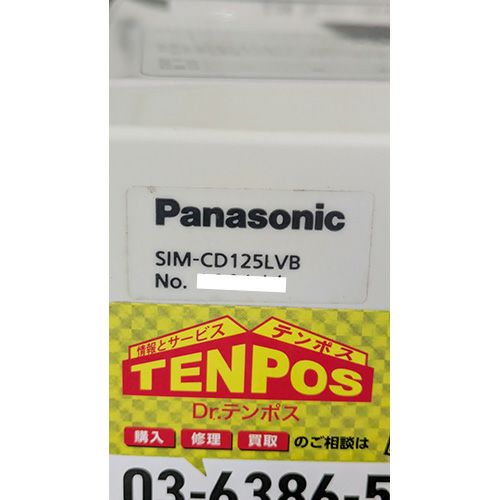 Panasonic
SIM-CD125LVB
No.
情報とサービス
テンポス
TENPOS
Dr.テンポス
購入 修理 買取 のご相談は
03-6386-5